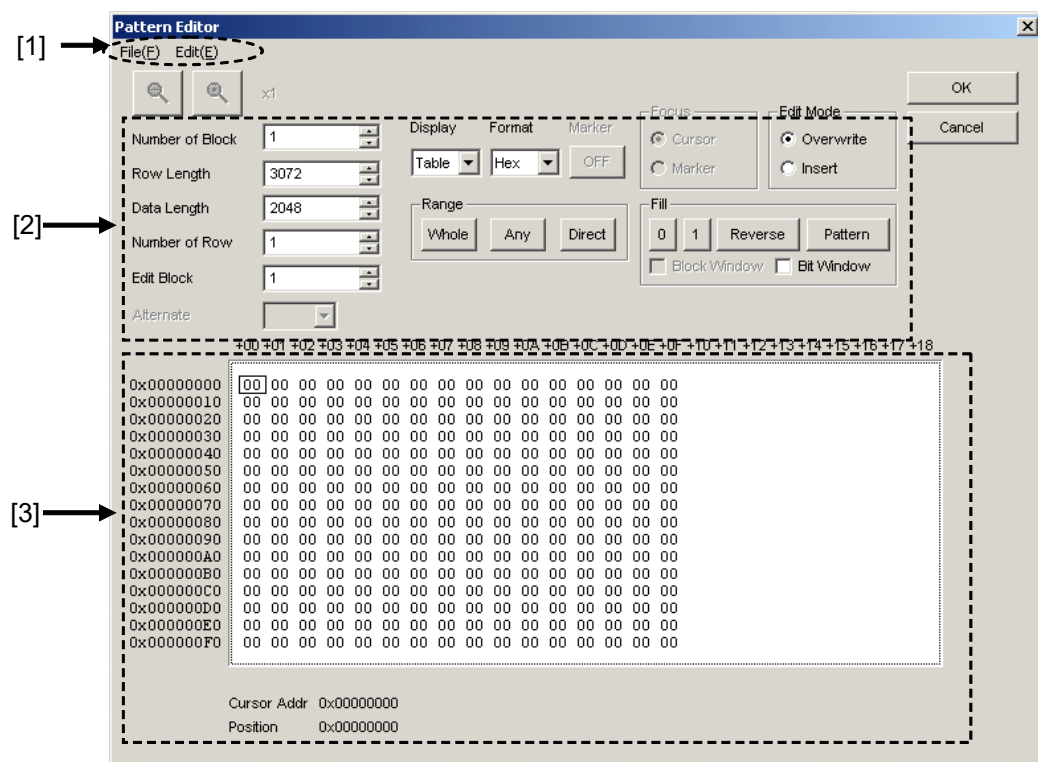 Pattern Editor
[1]
File(F) Edit(E)
x1
OK
Cancel
Number of Block 1
Row Length 3072
Data Length 2048
Number of Row 1
Edit Block 1
Alternate
Display Format Marker
Table Hex OFF
Focus
Cursor
Marker
Edit Mode
Overwrite
Insert
[2]
Range
Whole Any Direct
Fill
0 1 Reverse Pattern
Block Window Bit Window
+00 +01 +02 +03 +04 +05 +06 +07 +08 +09 +0A +0B +0C +0D +0E +0F +10 +11 +12 +13 +14 +15 +16 +17 +18
0x00000000 00 00 00 00 00 00 00 00 00 00 00 00 00 00 00 00
0x00000010 00 00 00 00 00 00 00 00 00 00 00 00 00 00 00 00
0x00000020 00 00 00 00 00 00 00 00 00 00 00 00 00 00 00 00
0x00000030 00 00 00 00 00 00 00 00 00 00 00 00 00 00 00 00
0x00000040 00 00 00 00 00 00 00 00 00 00 00 00 00 00 00 00
0x00000050 00 00 00 00 00 00 00 00 00 00 00 00 00 00 00 00
0x00000060 00 00 00 00 00 00 00 00 00 00 00 00 00 00 00 00
[3]
0x00000070 00 00 00 00 00 00 00 00 00 00 00 00 00 00 00 00
0x00000080 00 00 00 00 00 00 00 00 00 00 00 00 00 00 00 00
0x00000090 00 00 00 00 00 00 00 00 00 00 00 00 00 00 00 00
0x000000A0 00 00 00 00 00 00 00 00 00 00 00 00 00 00 00 00
0x000000B0 00 00 00 00 00 00 00 00 00 00 00 00 00 00 00 00
0x000000C0 00 00 00 00 00 00 00 00 00 00 00 00 00 00 00 00
0x000000D0 00 00 00 00 00 00 00 00 00 00 00 00 00 00 00 00
0x000000E0 00 00 00 00 00 00 00 00 00 00 00 00 00 00 00 00
0x000000F0 00 00 00 00 00 00 00 00 00 00 00 00 00 00 00 00
Cursor Addr 0x00000000
Position 0x00000000